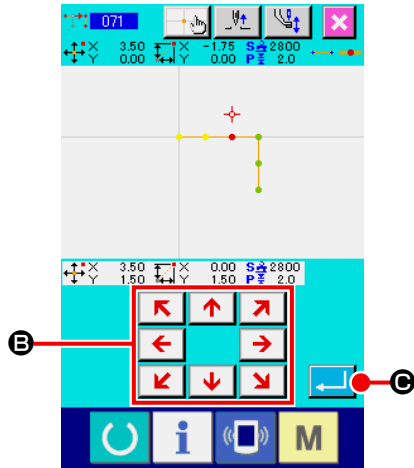 071
X 3.50 X -1.75 S 2800
Y 0.00 Y 0.00 P 2.0
X 3.50 X 0.00 S 2800
Y 1.50 Y 1.50 P 2.0
B
C
i M